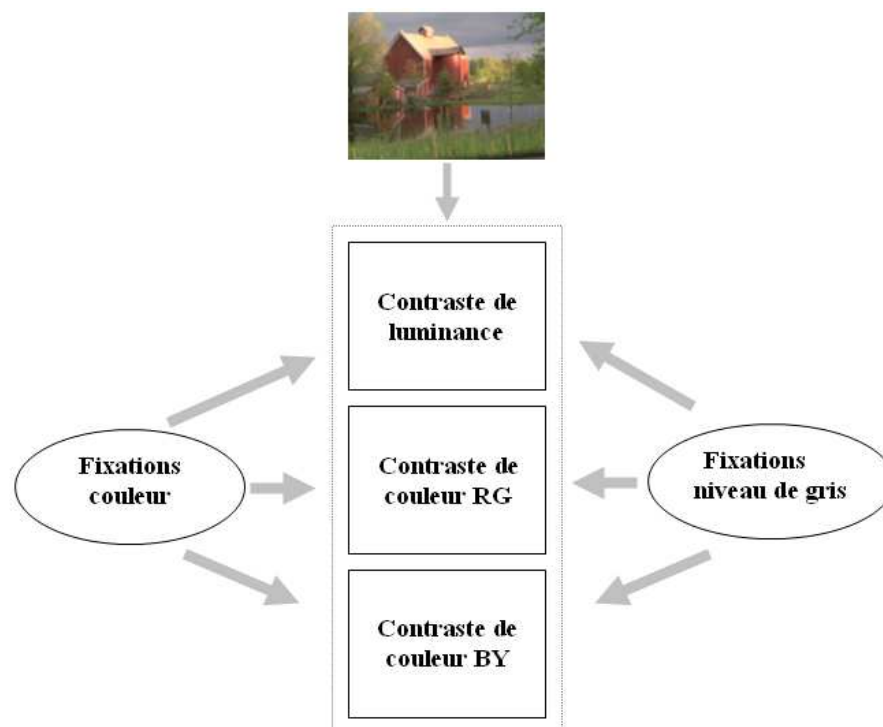 Contraste de
luminance
Fixations
couleur
Contraste de
couleur RG
Fixations
niveau de gris
Contraste de
couleur BY